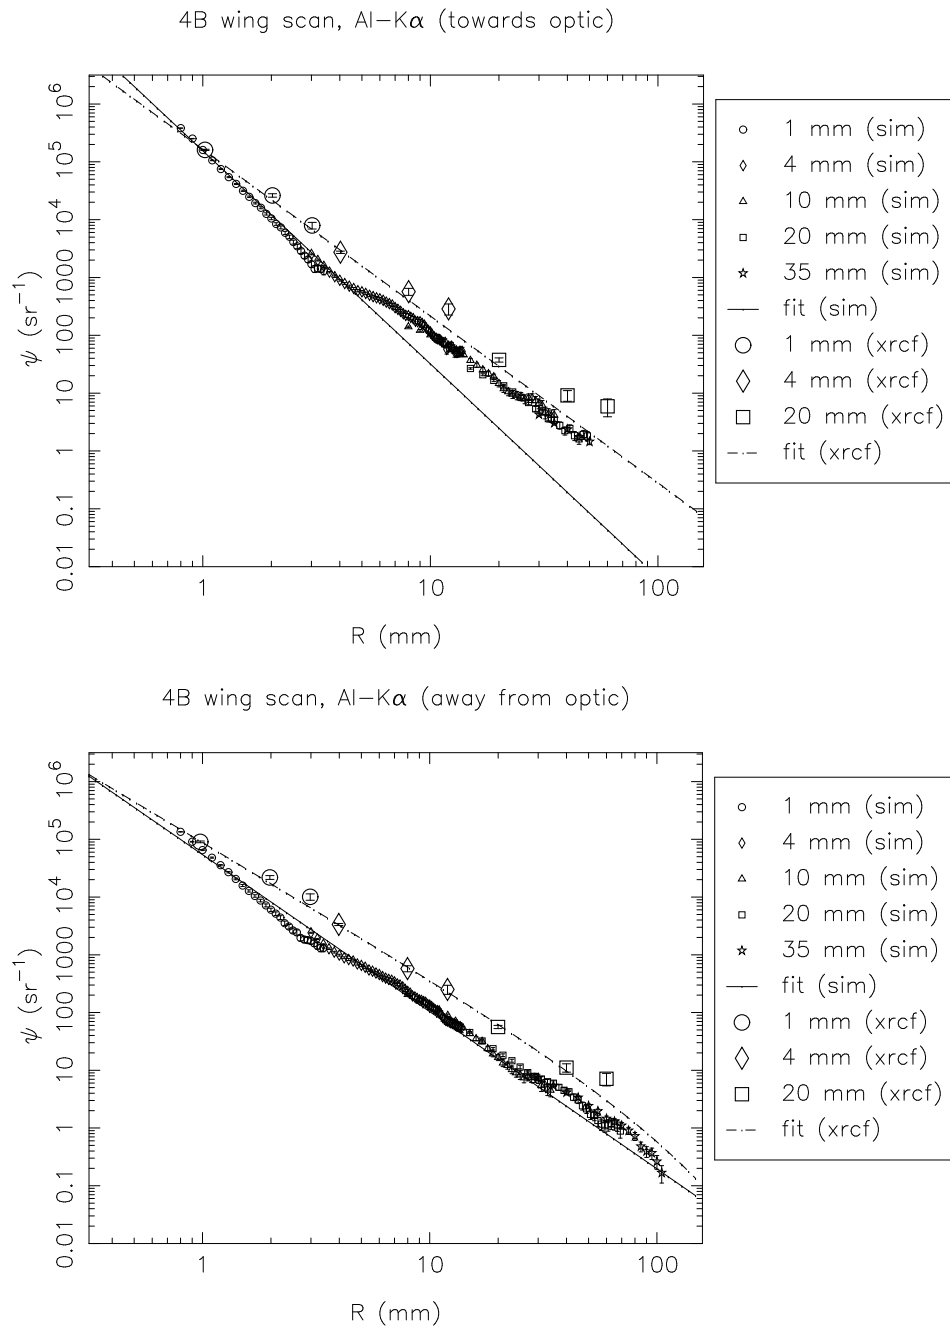 4B wing scan, Al−Kα (towards optic)
10⁶
10⁵
10⁴
1000
100
10
1
0.1
0.01
ψ (sr⁻¹)
1
10
100
R (mm)
1 mm (sim)
4 mm (sim)
10 mm (sim)
20 mm (sim)
35 mm (sim)
fit (sim)
1 mm (xrcf)
4 mm (xrcf)
20 mm (xrcf)
fit (xrcf)
4B wing scan, Al−Kα (away from optic)
10⁶
10⁵
10⁴
1000
100
10
1
0.1
0.01
ψ (sr⁻¹)
1
10
100
R (mm)
1 mm (sim)
4 mm (sim)
10 mm (sim)
20 mm (sim)
35 mm (sim)
fit (sim)
1 mm (xrcf)
4 mm (xrcf)
20 mm (xrcf)
fit (xrcf)